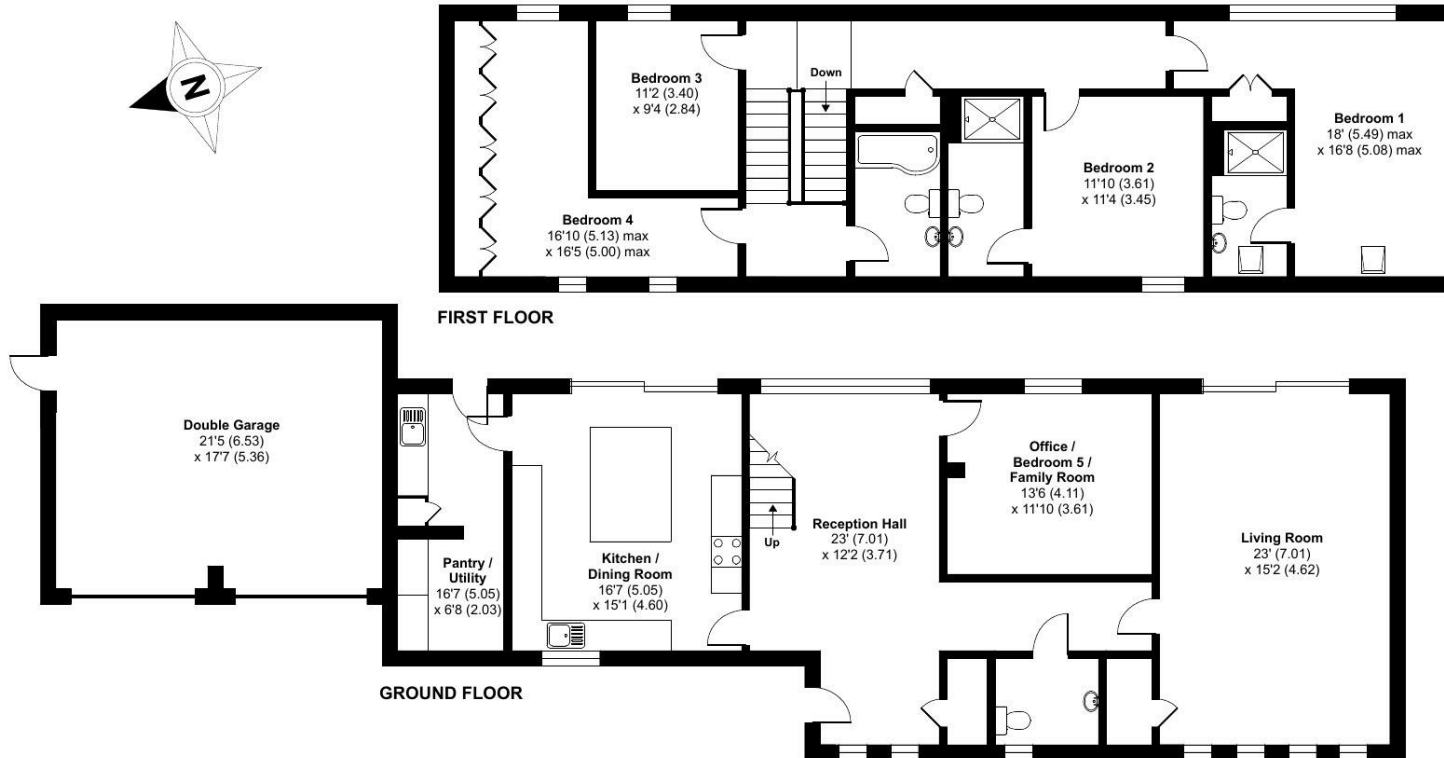 N
Bedroom 3
11'2 (3.40)
x 9'4 (2.84)
Down
Bedroom 4
16'10 (5.13) max
x 16'5 (5.00) max
Bedroom 2
11'10 (3.61)
x 11'4 (3.45)
Bedroom 1
18' (5.49) max
x 16'8 (5.08) max
FIRST FLOOR
Double Garage
21'5 (6.53)
x 17'7 (5.36)
Pantry /
Utility
16'7 (5.05)
x 6'8 (2.03)
Kitchen /
Dining Room
16'7 (5.05)
x 15'1 (4.60)
Up
Reception Hall
23' (7.01)
x 12'2 (3.71)
Office /
Bedroom 5 /
Family Room
13'6 (4.11)
x 11'10 (3.61)
Living Room
23' (7.01)
x 15'2 (4.62)
GROUND FLOOR